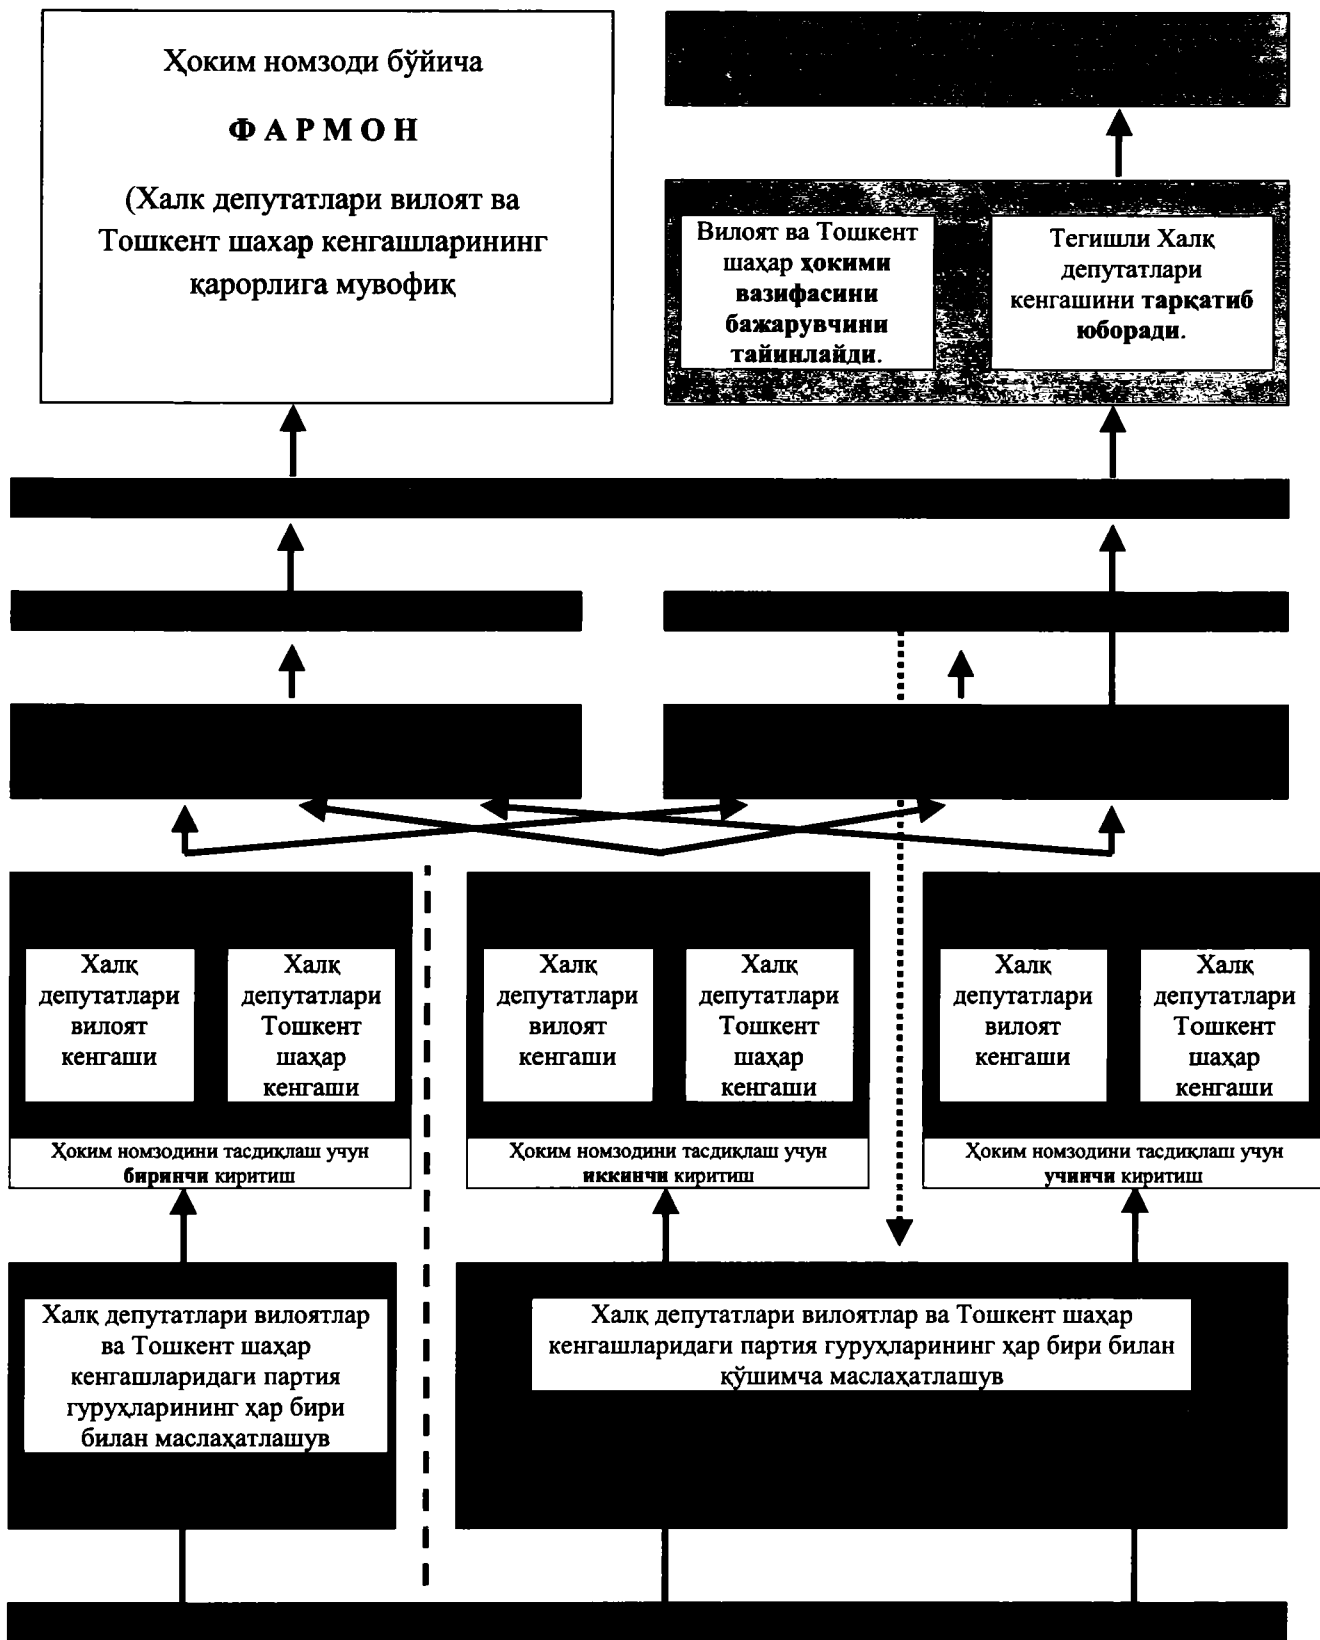 Ҳоким номзоди бўйича
Ф А Р М О Н
(Халк депутатлари вилоят ва
Тошкент шахар кенгашларининг
қарорлига мувофиқ
Вилоят ва Тошкент
шаҳар ҳокими
вазифасини
бажарувчини
тайинлайди.
Тегишли Халқ
депутатлари
кенгашини тарқатиб
юборади.
Халқ
депутатлари
вилоят
кенгаши
Халқ
депутатлари
Тошкент
шаҳар
кенгаши
Халқ
депутатлари
вилоят
кенгаши
Халқ
депутатлари
Тошкент
шаҳар
кенгаши
Халқ
депутатлари
вилоят
кенгаши
Халқ
депутатлари
Тошкент
шаҳар
кенгаши
Ҳоким номзодини тасдиқлаш учун
биринчи киритиш
Ҳоким номзодини тасдиқлаш учун
иккинчи киритиш
Ҳоким номзодини тасдиқлаш учун
учинчи киритиш
Халқ депутатлари вилоятлар
ва Тошкент шаҳар
кенгашларидаги партия
гуруҳларининг ҳар бири
билан маслаҳатлашув
Халқ депутатлари вилоятлар ва Тошкент шаҳар
кенгашларидаги партия гуруҳларининг ҳар бири билан
қўшимча маслаҳатлашув